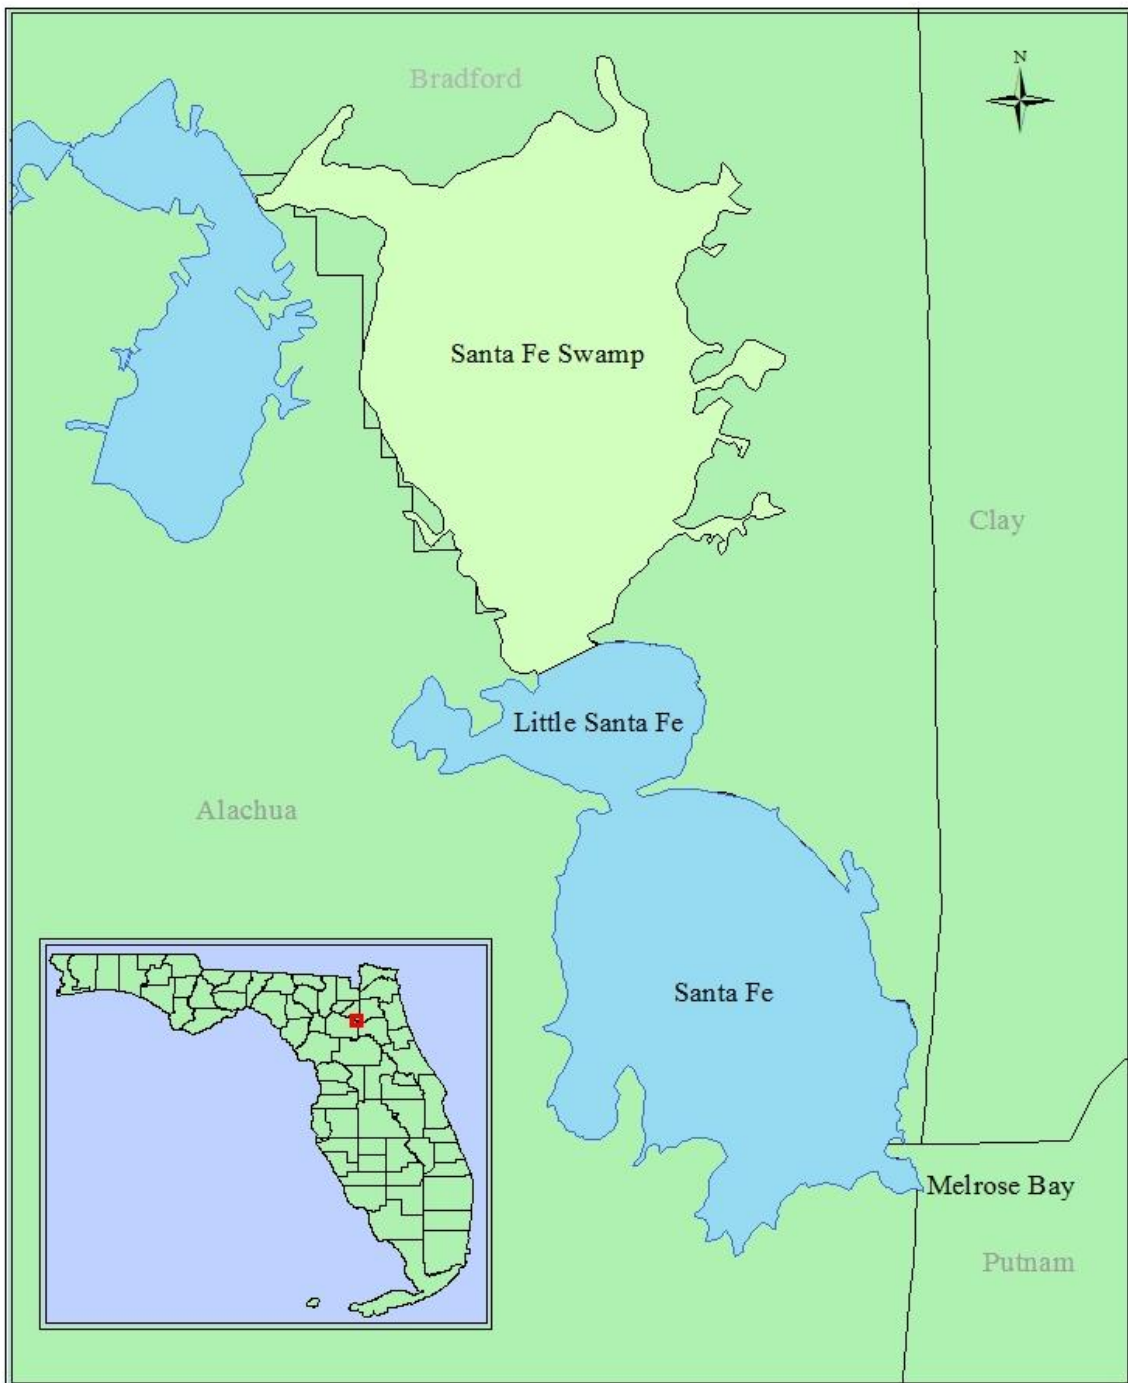 N
Bradford
Santa Fe Swamp
Clay
Little Santa Fe
Alachua
Santa Fe
Melrose Bay
Putnam